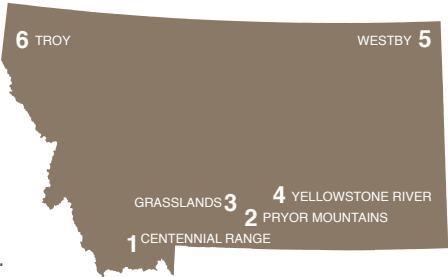 6 TROY
WESTBY 5
4 YELLOWSTONE RIVER
GRASSLANDS 3
2 PRYOR MOUNTAINS
1 CENTENNIAL RANGE